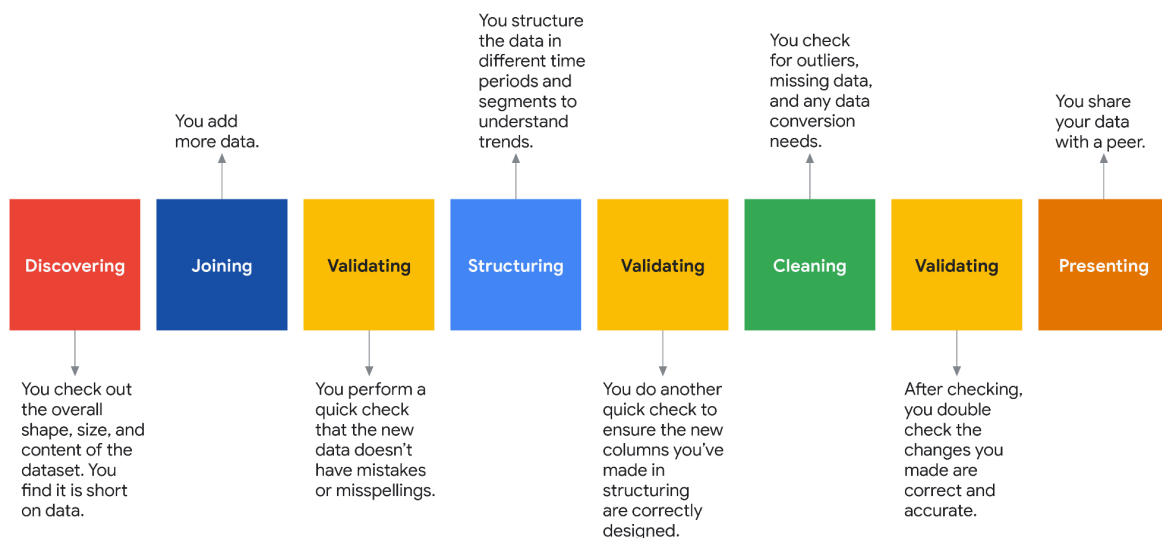 You structure
the data in
different time
periods and
segments to
understand
trends.
You check
for outliers,
missing data,
and any data
conversion
needs.
You add
more data.
You share
your data
with a peer.
Discovering
Joining
Validating
Structuring
Validating
Cleaning
Validating
Presenting
You check out
the overall
shape, size, and
content of the
dataset. You
find it is short
on data.
You perform a
quick check
that the new
data doesn’t
have mistakes
or misspellings.
You do another
quick check to
ensure the new
columns you’ve
made in
structuring
are correctly
designed.
After checking,
you double
check the
changes you
made are
correct and
accurate.